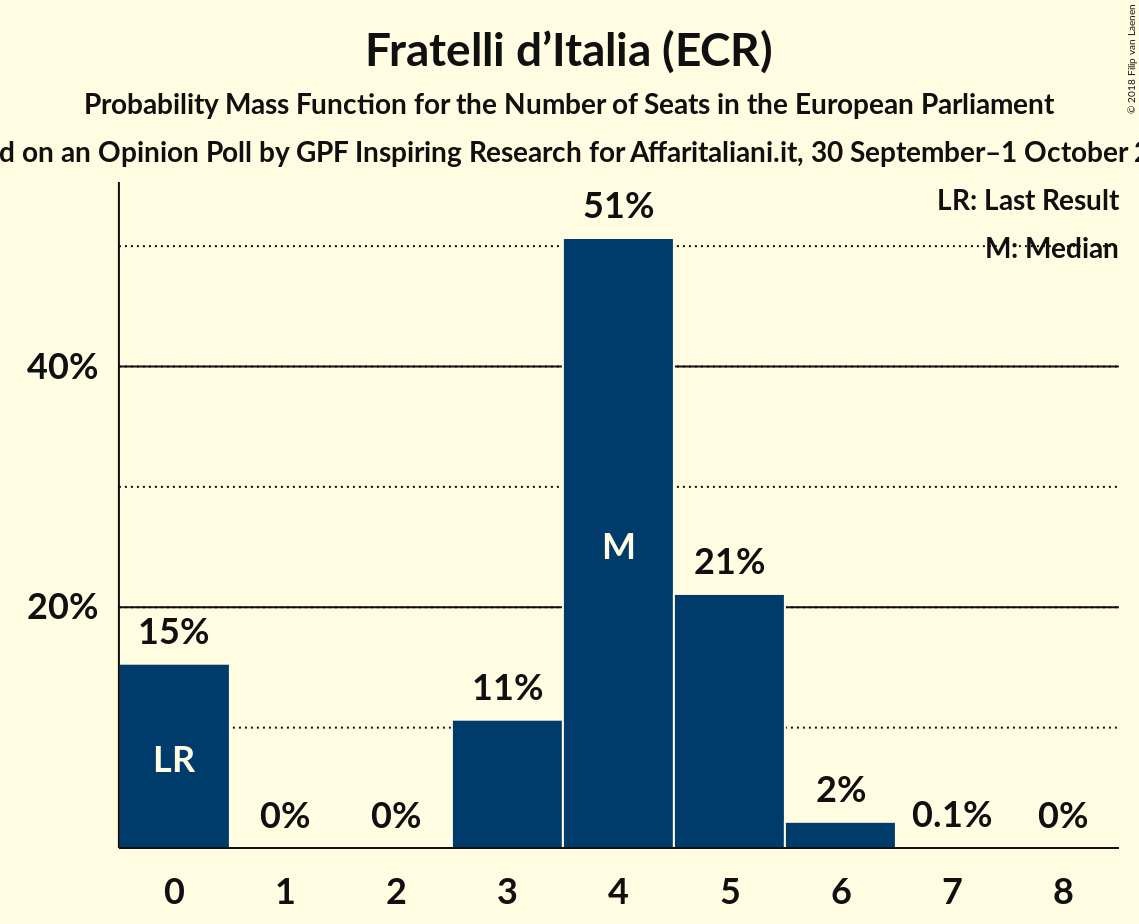 Fratelli d’Italia (ECR)
Probability Mass Function for the Number of Seats in the European Parliament
d on an Opinion Poll by GPF Inspiring Research for Affaritaliani.it, 30 September–1 October
© 2018 Filip van Laenen
LR: Last Result
M: Median
51%
40%
M
21%
20%
15%
11%
LR
2%
0%
0%
0.1%
0%
0 1 2 3 4 5 6 7 8